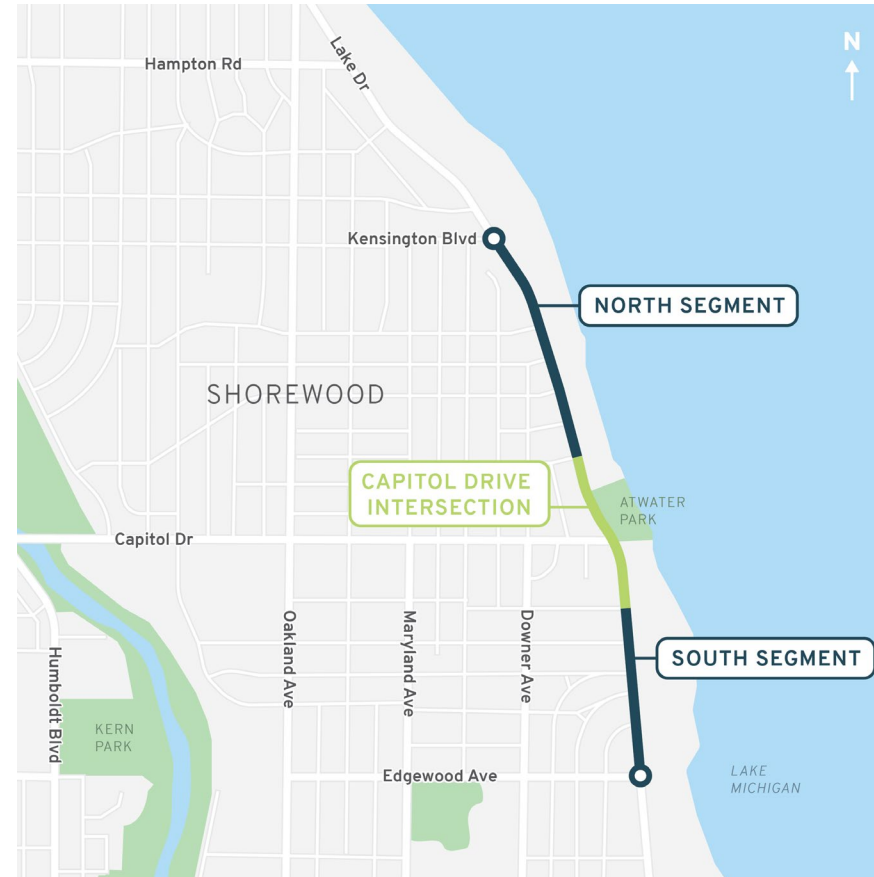 N
Lake Dr
Hampton Rd
Kensington Blvd
NORTH SEGMENT
SHOREWOOD
CAPITOL DRIVE
INTERSECTION
ATWATER
PARK
Capitol Dr
Oakland Ave
Maryland Ave
Downer Ave
Humboldt Blvd
SOUTH SEGMENT
KERN
PARK
Edgewood Ave
LAKE
MICHIGAN